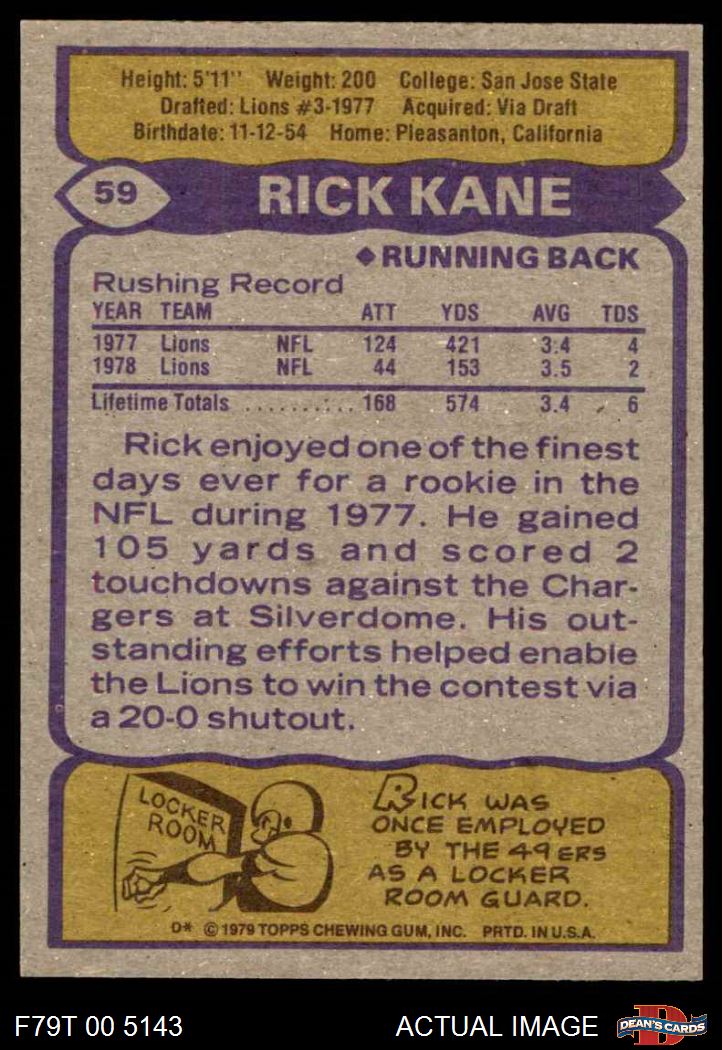 Height: 5'11" Weight: 200 College: San Jose State
Drafted: Lions #3-1977 Acquired: Via Draft
Birthdate: 11-12-54 Home: Pleasanton, California
59 RICK KANE
◆RUNNING BACK
Rushing Record
YEAR TEAM ATT YDS AVG TDS
1977 Lions NFL 124 421 3.4 4
1978 Lions NFL 44 153 3.5 2
Lifetime Totals .......... 168 574 3.4 6
Rick enjoyed one of the finest
days ever for a rookie in the
NFL during 1977. He gained
105 yards and scored 2
touchdowns against the Char-
gers at Silverdome. His out-
standing efforts helped enable
the Lions to win the contest via
a 20-0 shutout.
LOCKER
ROOM
RICK WAS
ONCE EMPLOYED
BY THE 49ERS
AS A LOCKER
ROOM GUARD.
D* © 1979 TOPPS CHEWING GUM, INC. PRTD. IN U.S.A.
F79T 00 5143 ACTUAL IMAGE D DEAN'S CARDS